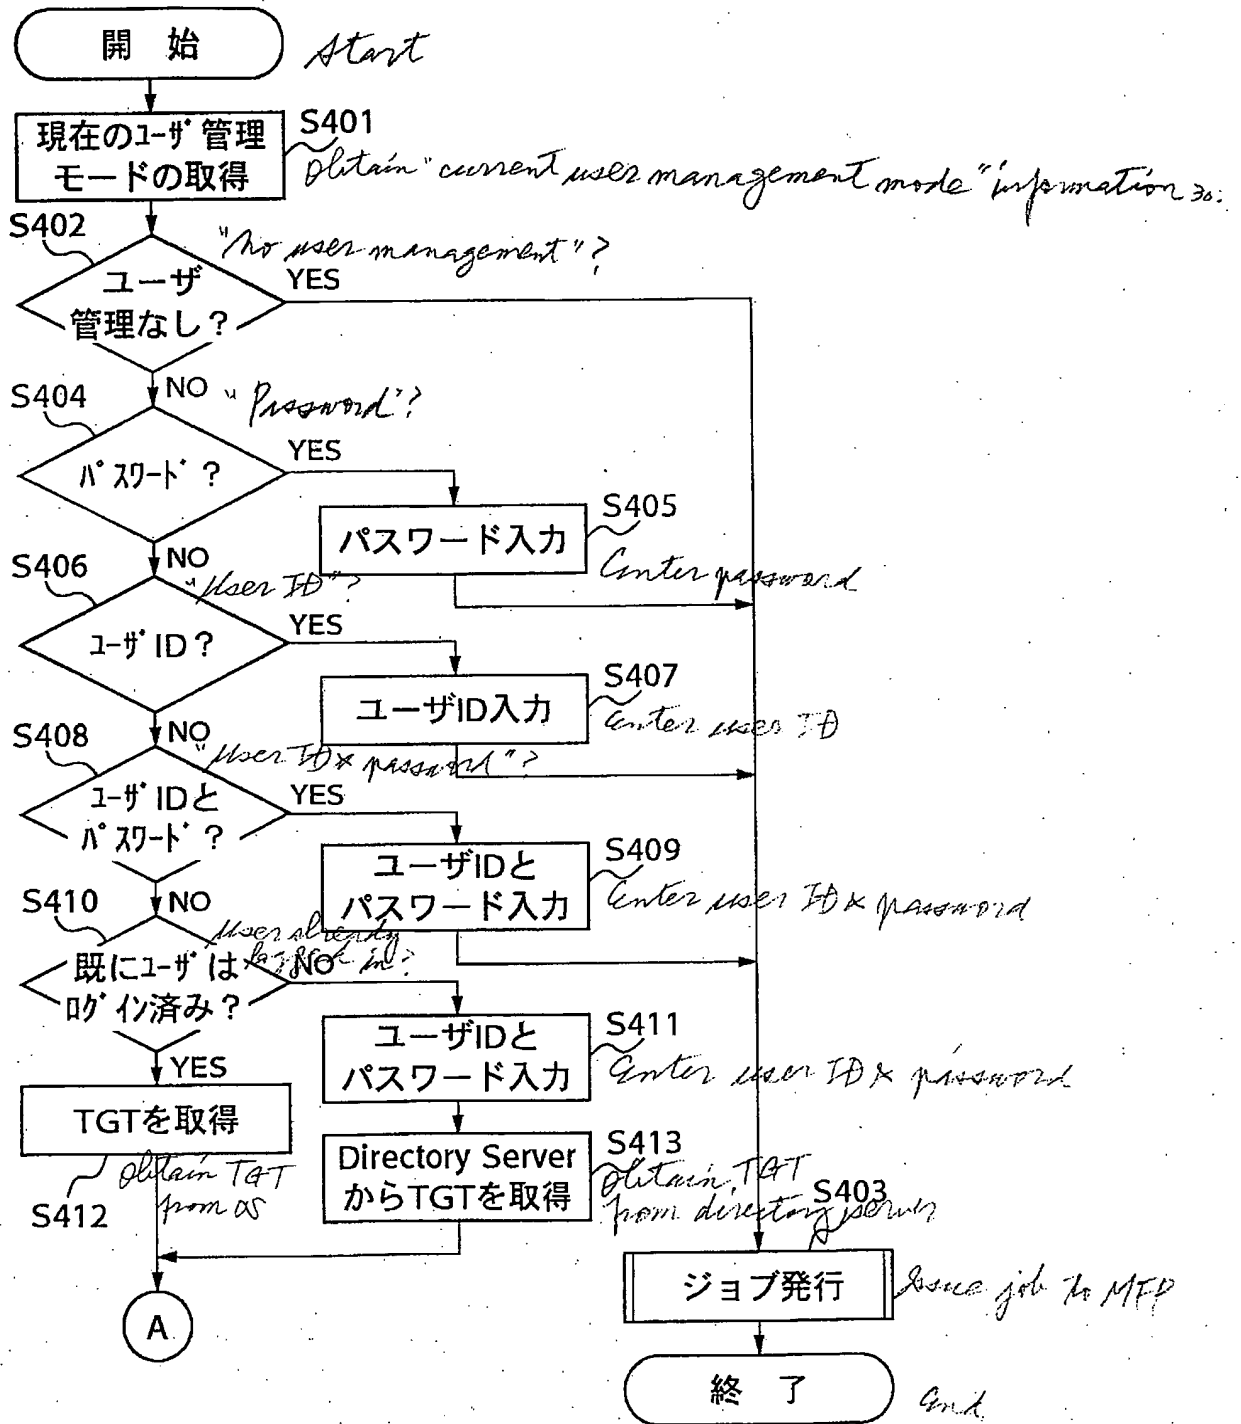 開 始
Start
S401
現在のﾕｰｻﾞ管理
モードの取得
Obtain "current user management mode" information
S402
"No user management"?
ユーザ
管理なし？
YES
NO
S404
"Password"?
ﾊﾟｽﾜｰﾄﾞ？
YES
S405
パスワード入力
Enter password
NO
S406
"User ID"?
ﾕｰｻﾞID？
YES
S407
ユーザID入力
Enter user ID
NO
S408
"User ID & password"?
ﾕｰｻﾞIDと
ﾊﾟｽﾜｰﾄﾞ？
YES
S409
ユーザIDと
パスワード入力
Enter user ID & password
NO
S410
User already
logged in?
既にﾕｰｻﾞは
ﾛｸﾞｲﾝ済み？
NO
S411
ユーザIDと
パスワード入力
Enter user ID & password
YES
TGTを取得
S412
Obtain TGT
from OS
S413
Directory Server
からTGTを取得
Obtain TGT
from directory server
S403
ジョブ発行
Issue job to MFP
A
終 了
End